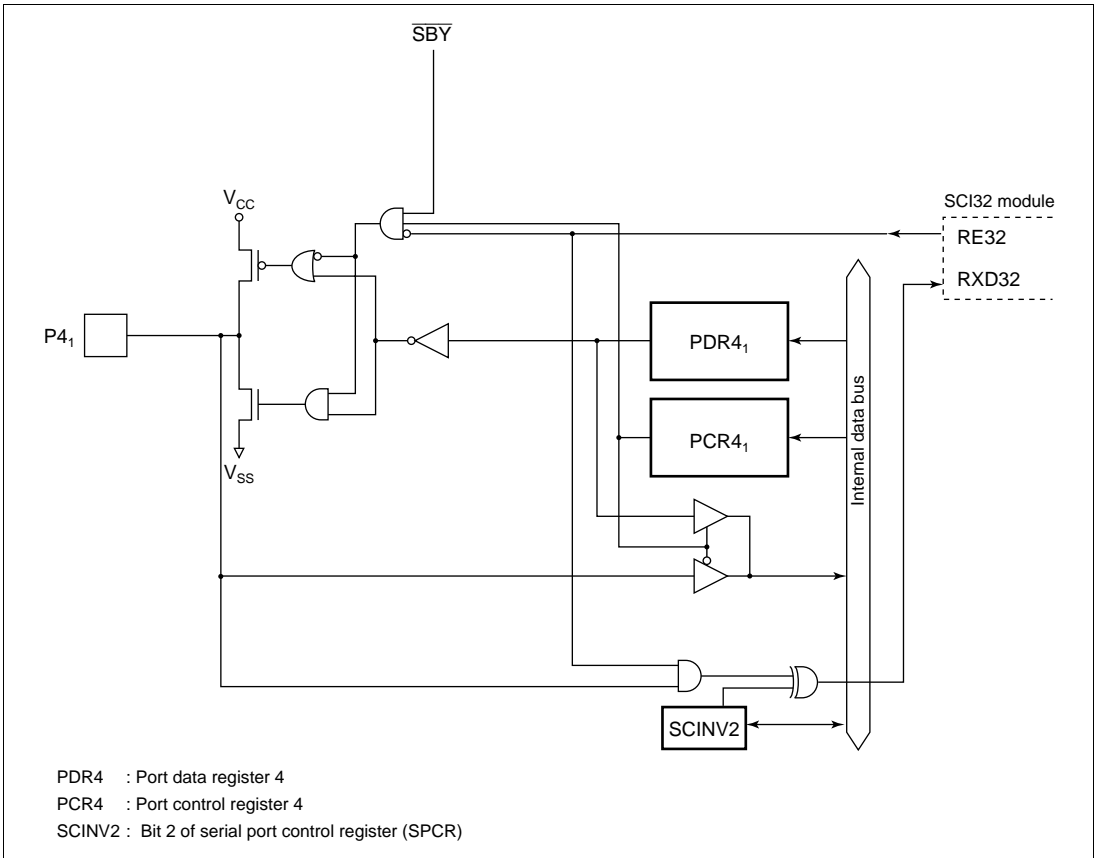 S̅B̅Y̅
VCC
SCI32 module
RE32
RXD32
P41
PDR41
PCR41
Internal data bus
VSS
SCINV2
PDR4 : Port data register 4
PCR4 : Port control register 4
SCINV2 : Bit 2 of serial port control register (SPCR)